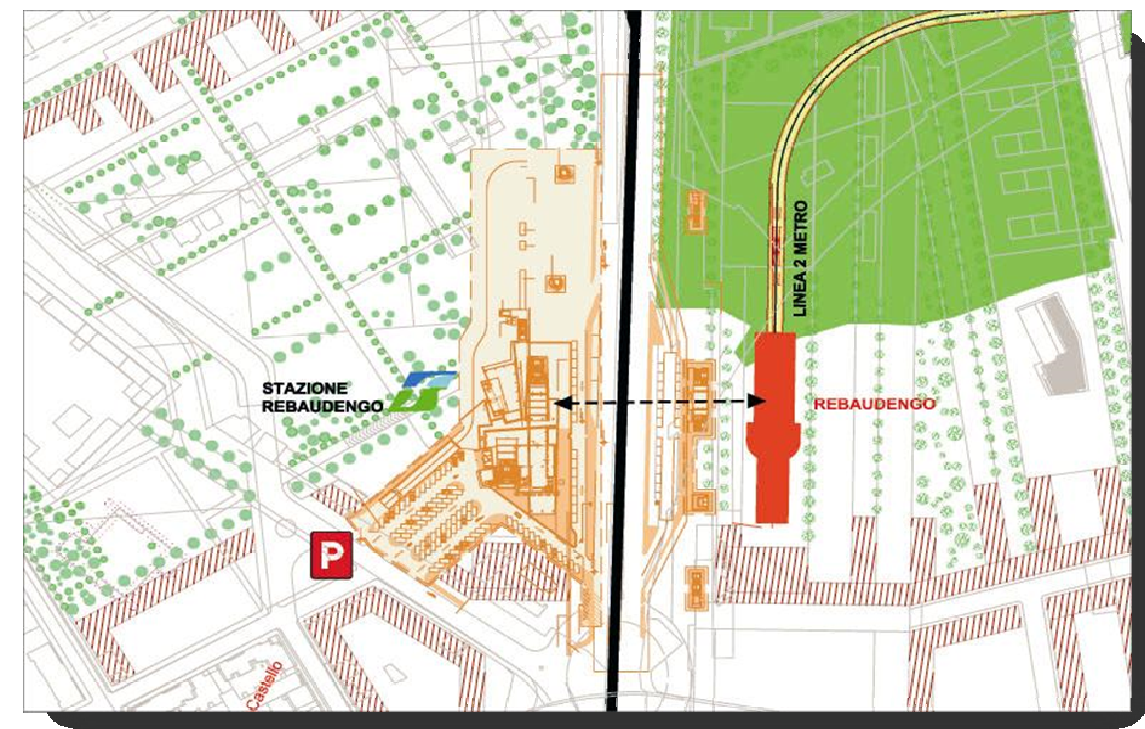 LINEA 2 METRO
STAZIONE
REBAUDENGO
REBAUDENGO
P
Castello